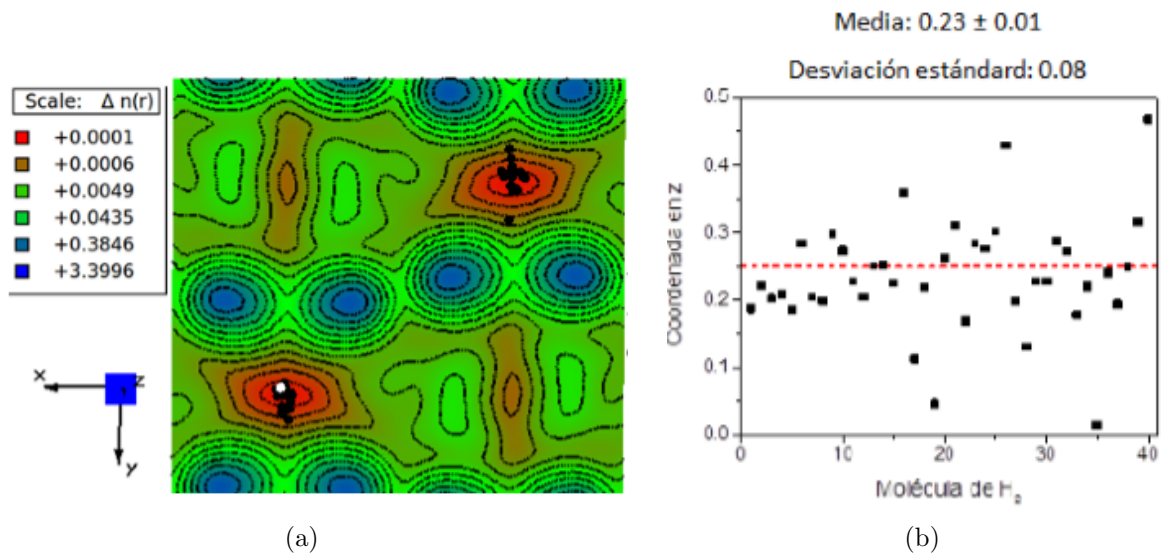 Scale: Δ n(r)
+0.0001
+0.0006
+0.0049
+0.0435
+0.3846
+3.3996
X
Z
Y
(a)
Media: 0.23 ± 0.01
Desviación estándard: 0.08
0.5
0.4
0.3
0.2
0.1
0.0
Coordenada en z
0 10 20 30 40
Molécula de H₂
(b)